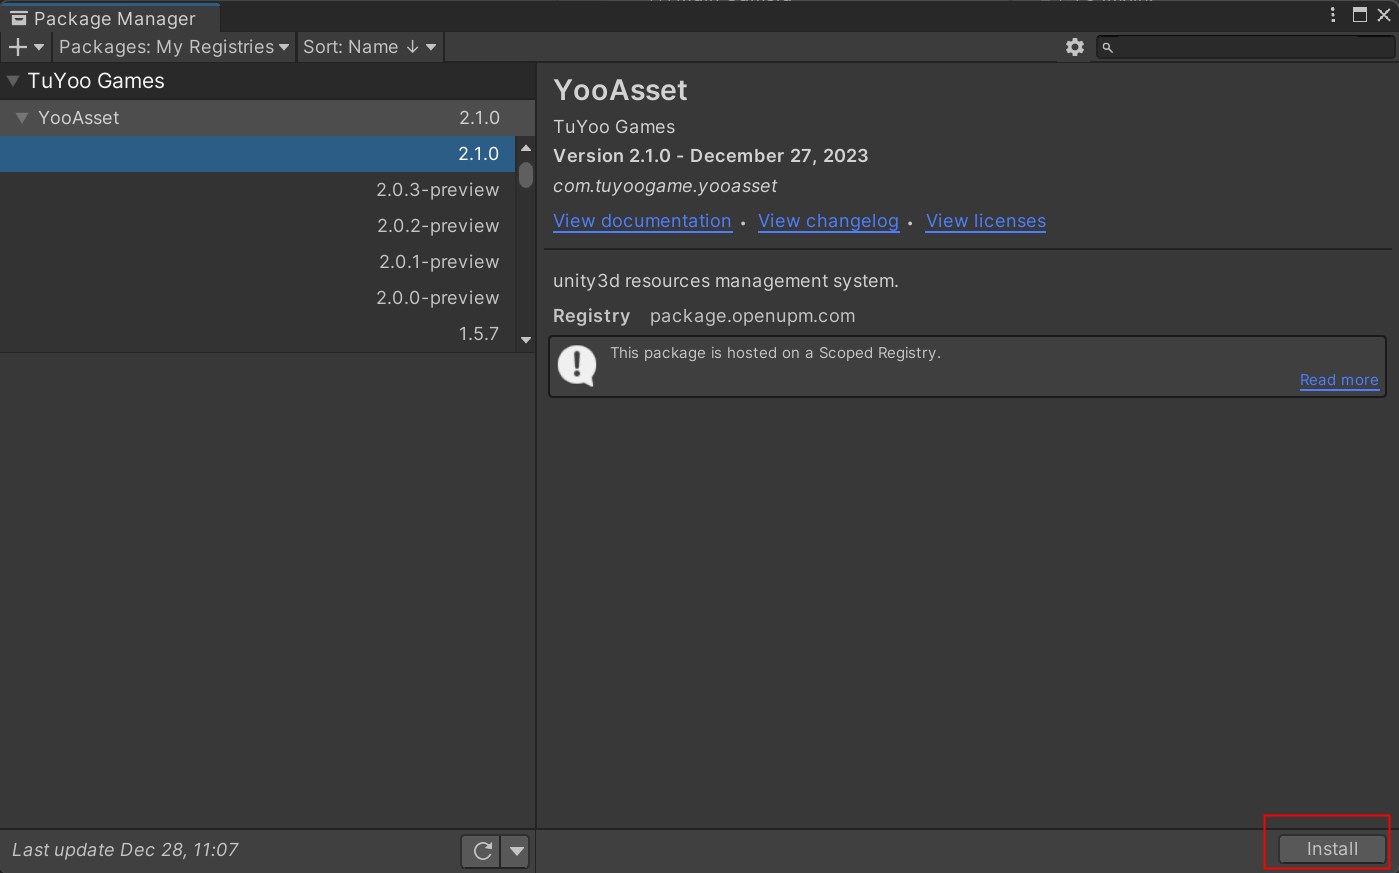 Package Manager
Packages: My Registries
Sort: Name ↓
TuYoo Games
YooAsset 2.1.0
2.1.0
2.0.3-preview
2.0.2-preview
2.0.1-preview
2.0.0-preview
1.5.7
Last update Dec 28, 11:07
YooAsset
TuYoo Games
Version 2.1.0 - December 27, 2023
com.tuyoogame.yooasset
View documentation • View changelog • View licenses
unity3d resources management system.
Registry package.openupm.com
This package is hosted on a Scoped Registry.
Read more
Install